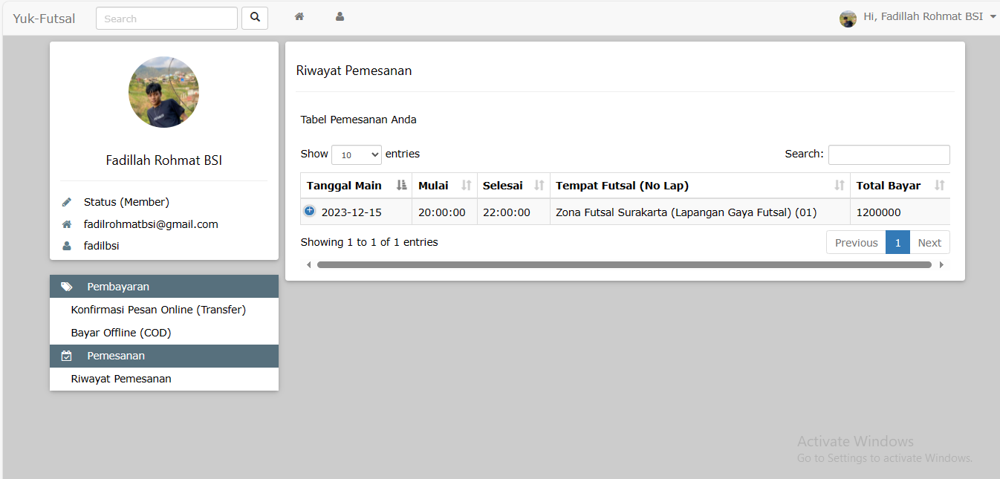 Yuk-Futsal Search Hi, Fadillah Rohmat BSI
Fadillah Rohmat BSI
Status (Member)
fadilrohmatbsi@gmail.com
fadilbsi
Pembayaran
Konfirmasi Pesan Online (Transfer)
Bayar Offline (COD)
Pemesanan
Riwayat Pemesanan
Riwayat Pemesanan
Tabel Pemesanan Anda
Show 10 entries Search:
Tanggal Main Mulai Selesai Tempat Futsal (No Lap) Total Bayar
2023-12-15 20:00:00 22:00:00 Zona Futsal Surakarta (Lapangan Gaya Futsal) (01) 1200000
Showing 1 to 1 of 1 entries Previous 1 Next
Activate Windows
Go to Settings to activate Windows.